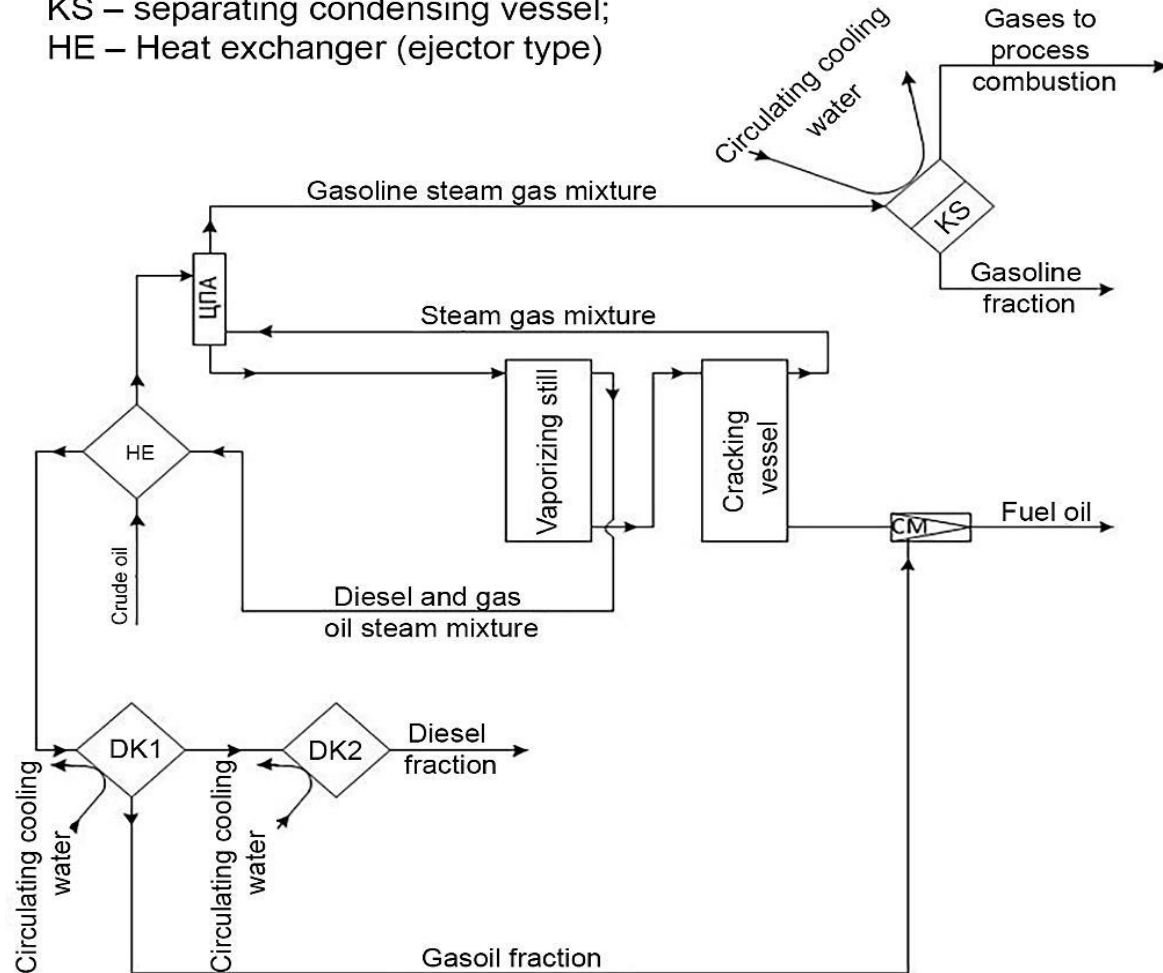 KS – separating condensing vessel;
HE – Heat exchanger (ejector type)
Circulating cooling
water
Gases to
process
combustion
Gasoline steam gas mixture
KS
Gasoline
fraction
ЦПА
Steam gas mixture
Vaporizing still
Cracking
vessel
HE
CM
Fuel oil
Crude oil
Diesel and gas
oil steam mixture
DK1
DK2
Diesel
fraction
Circulating cooling
water
Circulating cooling
water
Gasoil fraction